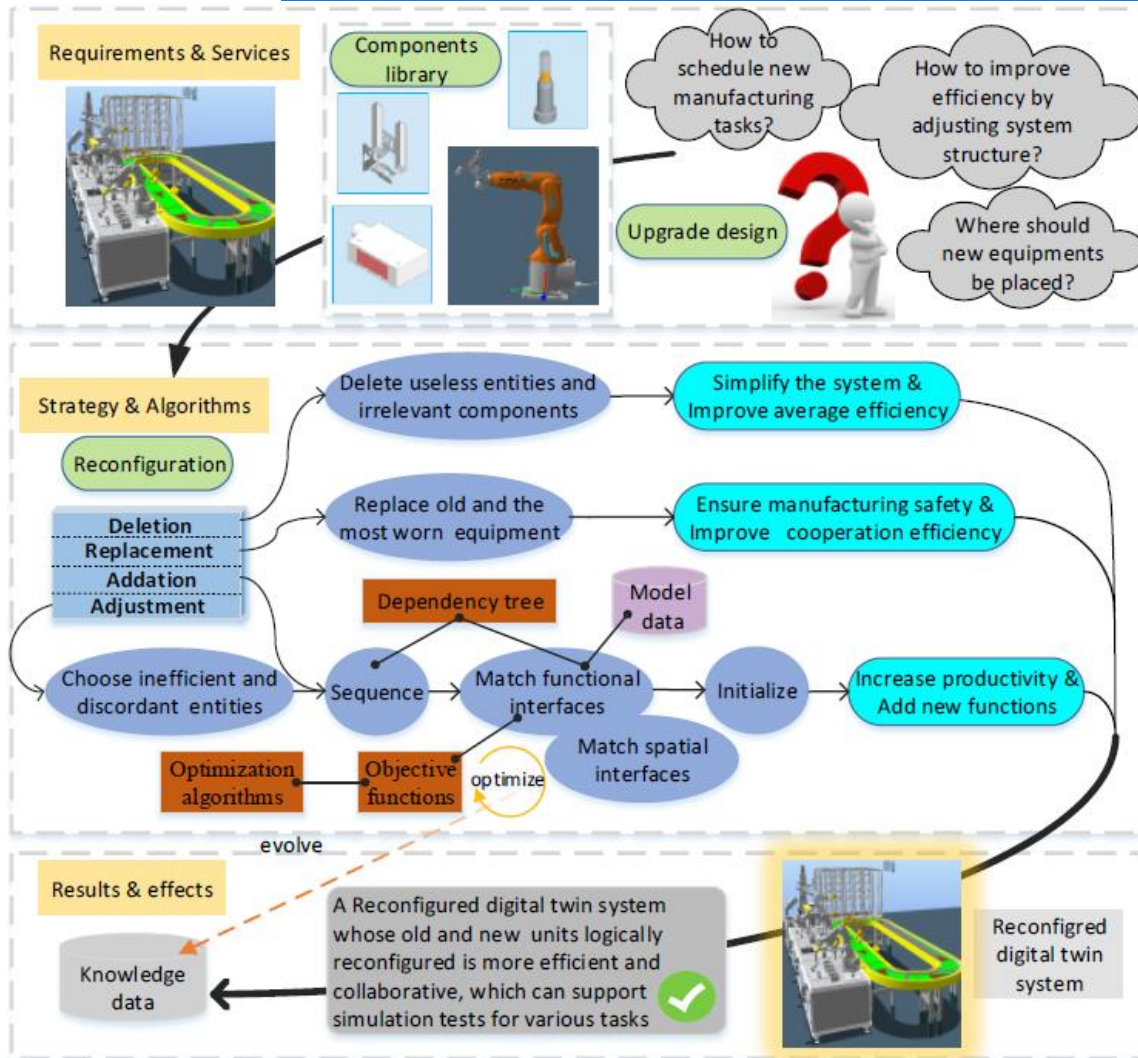 Requirements & Services
Components
library
How to
schedule new
manufacturing
tasks?
How to improve
efficiency by
adjusting system
structure?
Upgrade design
Where should
new equipments
be placed?
Strategy & Algorithms
Reconfiguration
Deletion
Replacement
Addation
Adjustment
Delete useless entities and
irrelevant components
Simplify the system &
Improve average efficiency
Replace old and the
most worn equipment
Ensure manufacturing safety &
Improve cooperation efficiency
Dependency tree
Model
data
Choose inefficient and
discordant entities
Sequence
Match functional
interfaces
Initialize
Increase productivity &
Add new functions
Match spatial
interfaces
Optimization
algorithms
Objective
functions
optimize
evolve
Results & effects
Knowledge
data
A Reconfigured digital twin system
whose old and new units logically
reconfigured is more efficient and
collaborative, which can support
simulation tests for various tasks
Reconfigred
digital twin
system